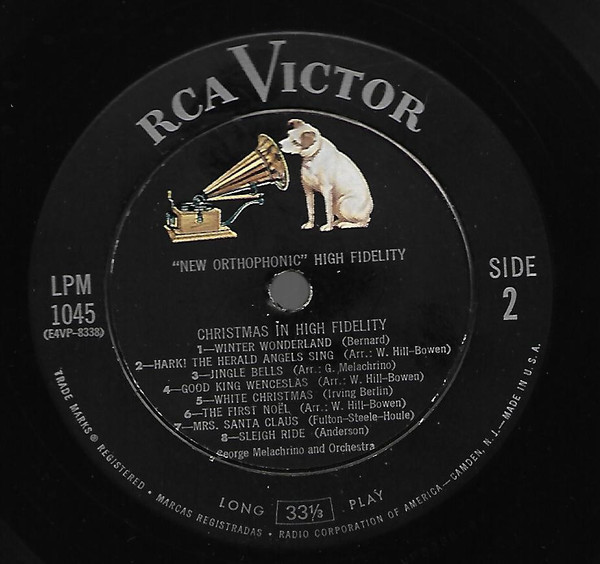 RCA VICTOR
"NEW ORTHOPHONIC" HIGH FIDELITY
LPM
1045
(E4VP-8338)
SIDE
2
CHRISTMAS IN HIGH FIDELITY
1—WINTER WONDERLAND (Bernard)
2—HARK! THE HERALD ANGELS SING (Arr.: W. Hill-Bowen)
3—JINGLE BELLS (Arr.: G. Melachrino)
4—GOOD KING WENCESLAS (Arr.: W. Hill-Bowen)
5—WHITE CHRISTMAS (Irving Berlin)
6—THE FIRST NOËL (Arr.: W. Hill-Bowen)
7—MRS. SANTA CLAUS (Fulton-Steele-Houle)
8—SLEIGH RIDE (Anderson)
George Melachrino and Orchestra
LONG 33⅓ PLAY
TRADE MARKS® REGISTERED • MARCAS REGISTRADAS • RADIO CORPORATION OF AMERICA—CAMDEN, N.J.—MADE IN U.S.A.